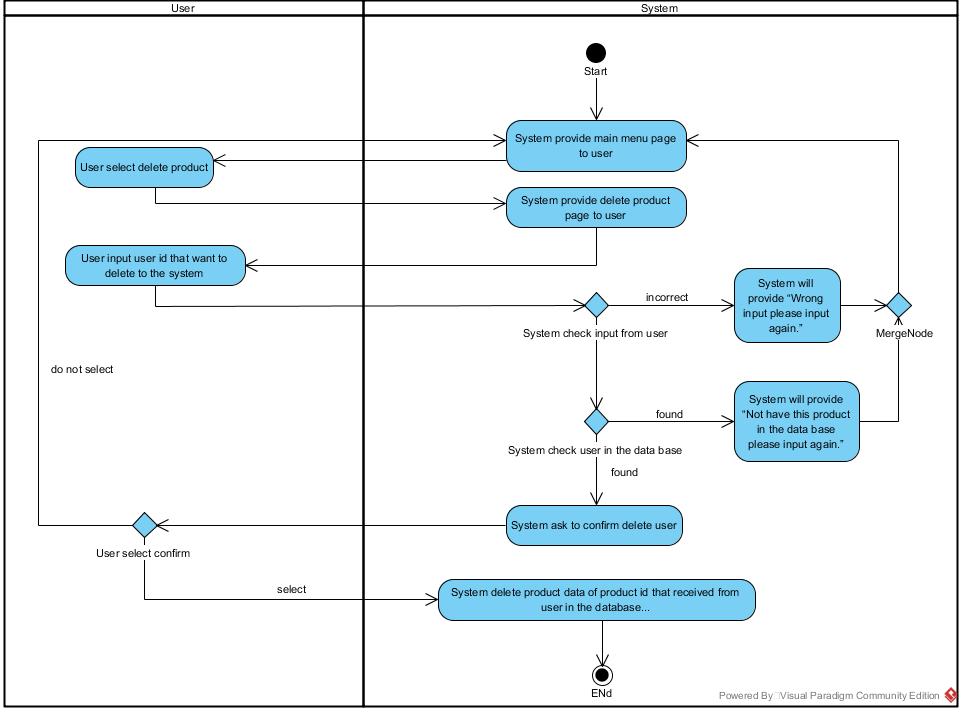 User
System
Start
System provide main menu page
to user
User select delete product
System provide delete product
page to user
User input user id that want to
delete to the system
System will
provide “Wrong
input please input
again.”
incorrect
System check input from user
MergeNode
do not select
System will provide
“Not have this product
in the data base
please input again.”
found
System check user in the data base
found
System ask to confirm delete user
User select confirm
select
System delete product data of product id that received from
user in the database...
ENd
Powered By Visual Paradigm Community Edition